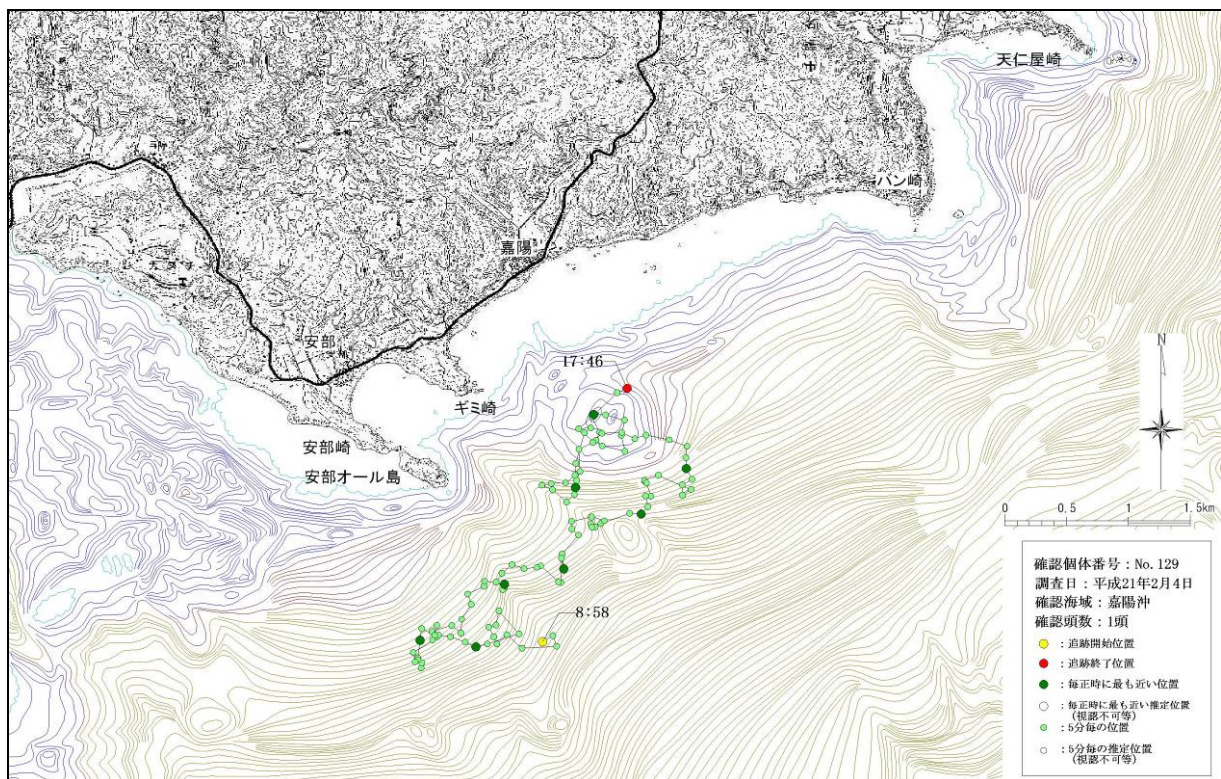 天仁屋崎
バン崎
嘉陽
安部
ギミ崎
安部崎
安部オール島
17:46
8:58
N
0 0.5 1 1.5km
確認個体番号：No.129
調査日：平成21年2月4日
確認海域：嘉陽沖
確認頭数：1頭
：追跡開始位置
：追跡終了位置
：毎正時に最も近い位置
：毎正時に最も近い推定位置
(視認不可等)
：5分毎の位置
：5分毎の推定位置
(視認不可等)